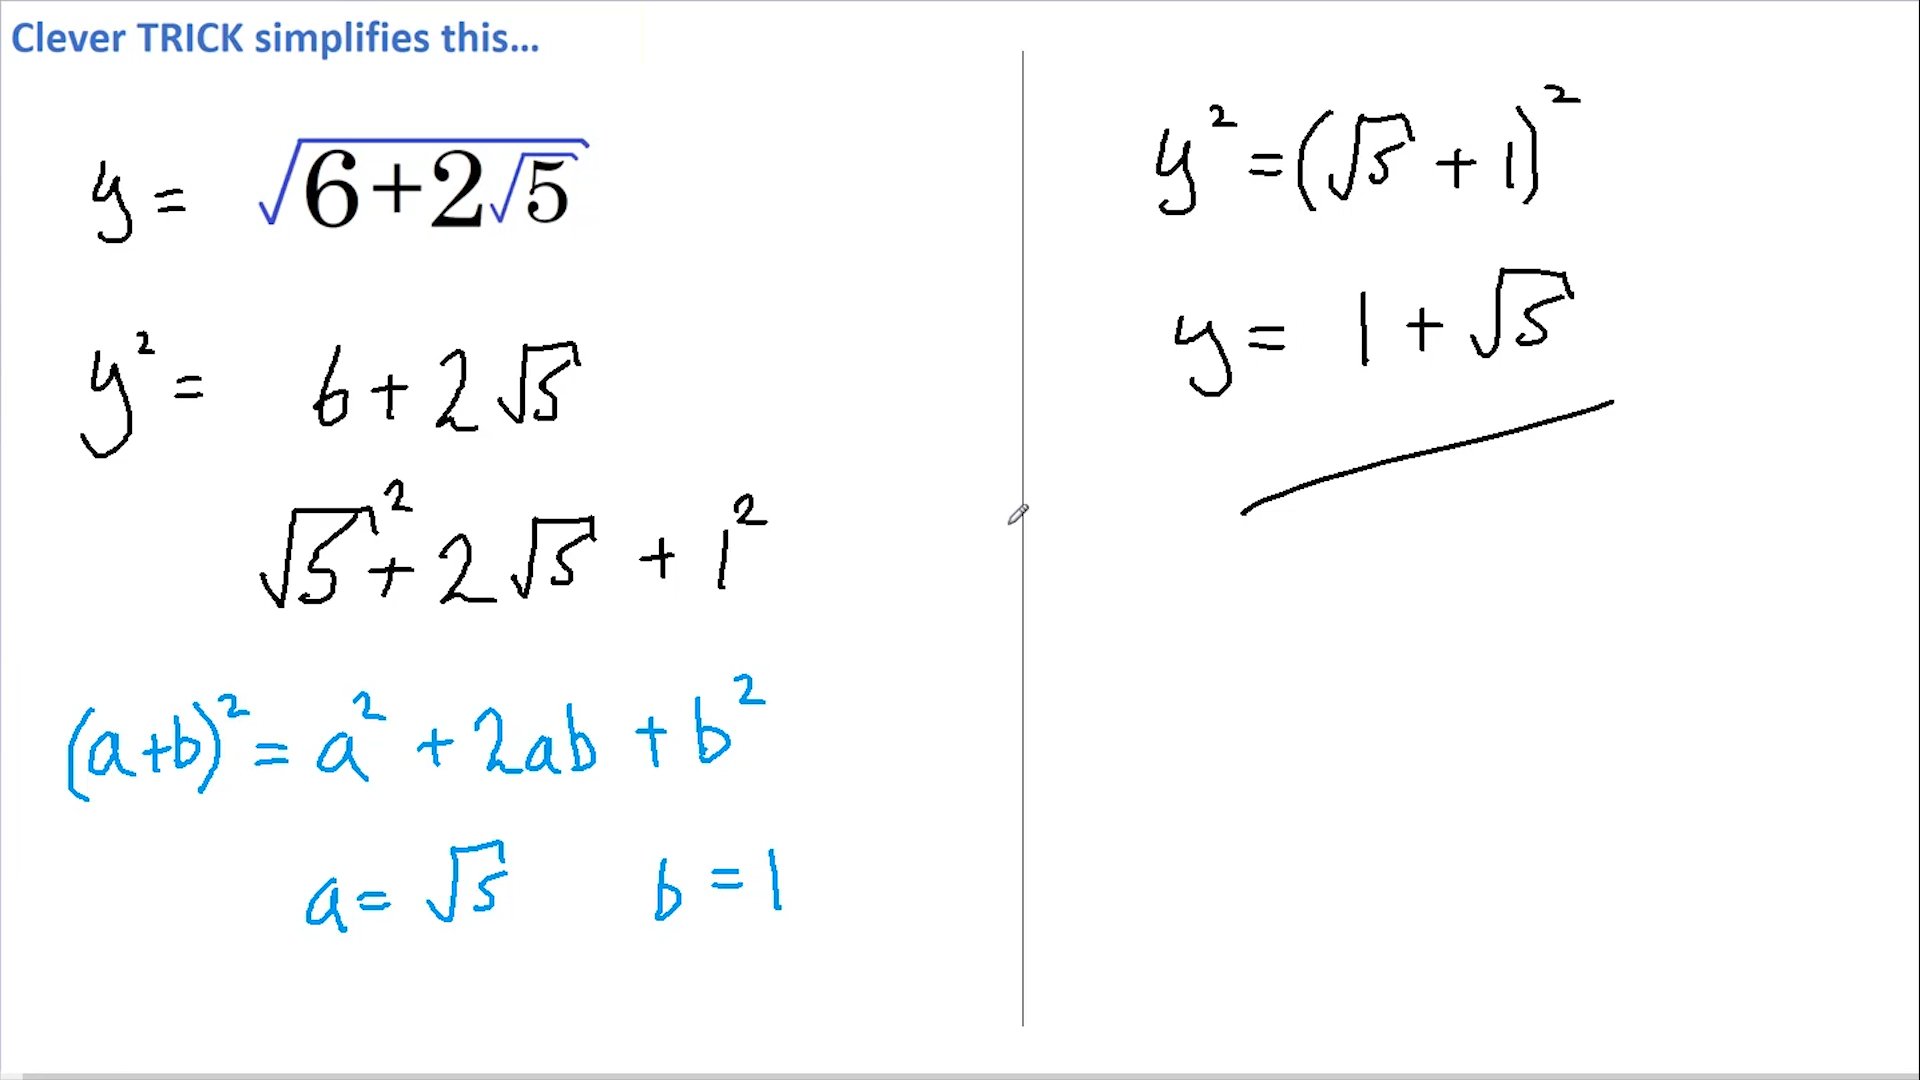 Clever TRICK simplifies this...
y = √(6+2√5)
y² = 6 + 2√5
√5² + 2√5 + 1²
(a+b)² = a² + 2ab + b²
a = √5 b = 1
y² = (√5 + 1)²
y = 1 + √5